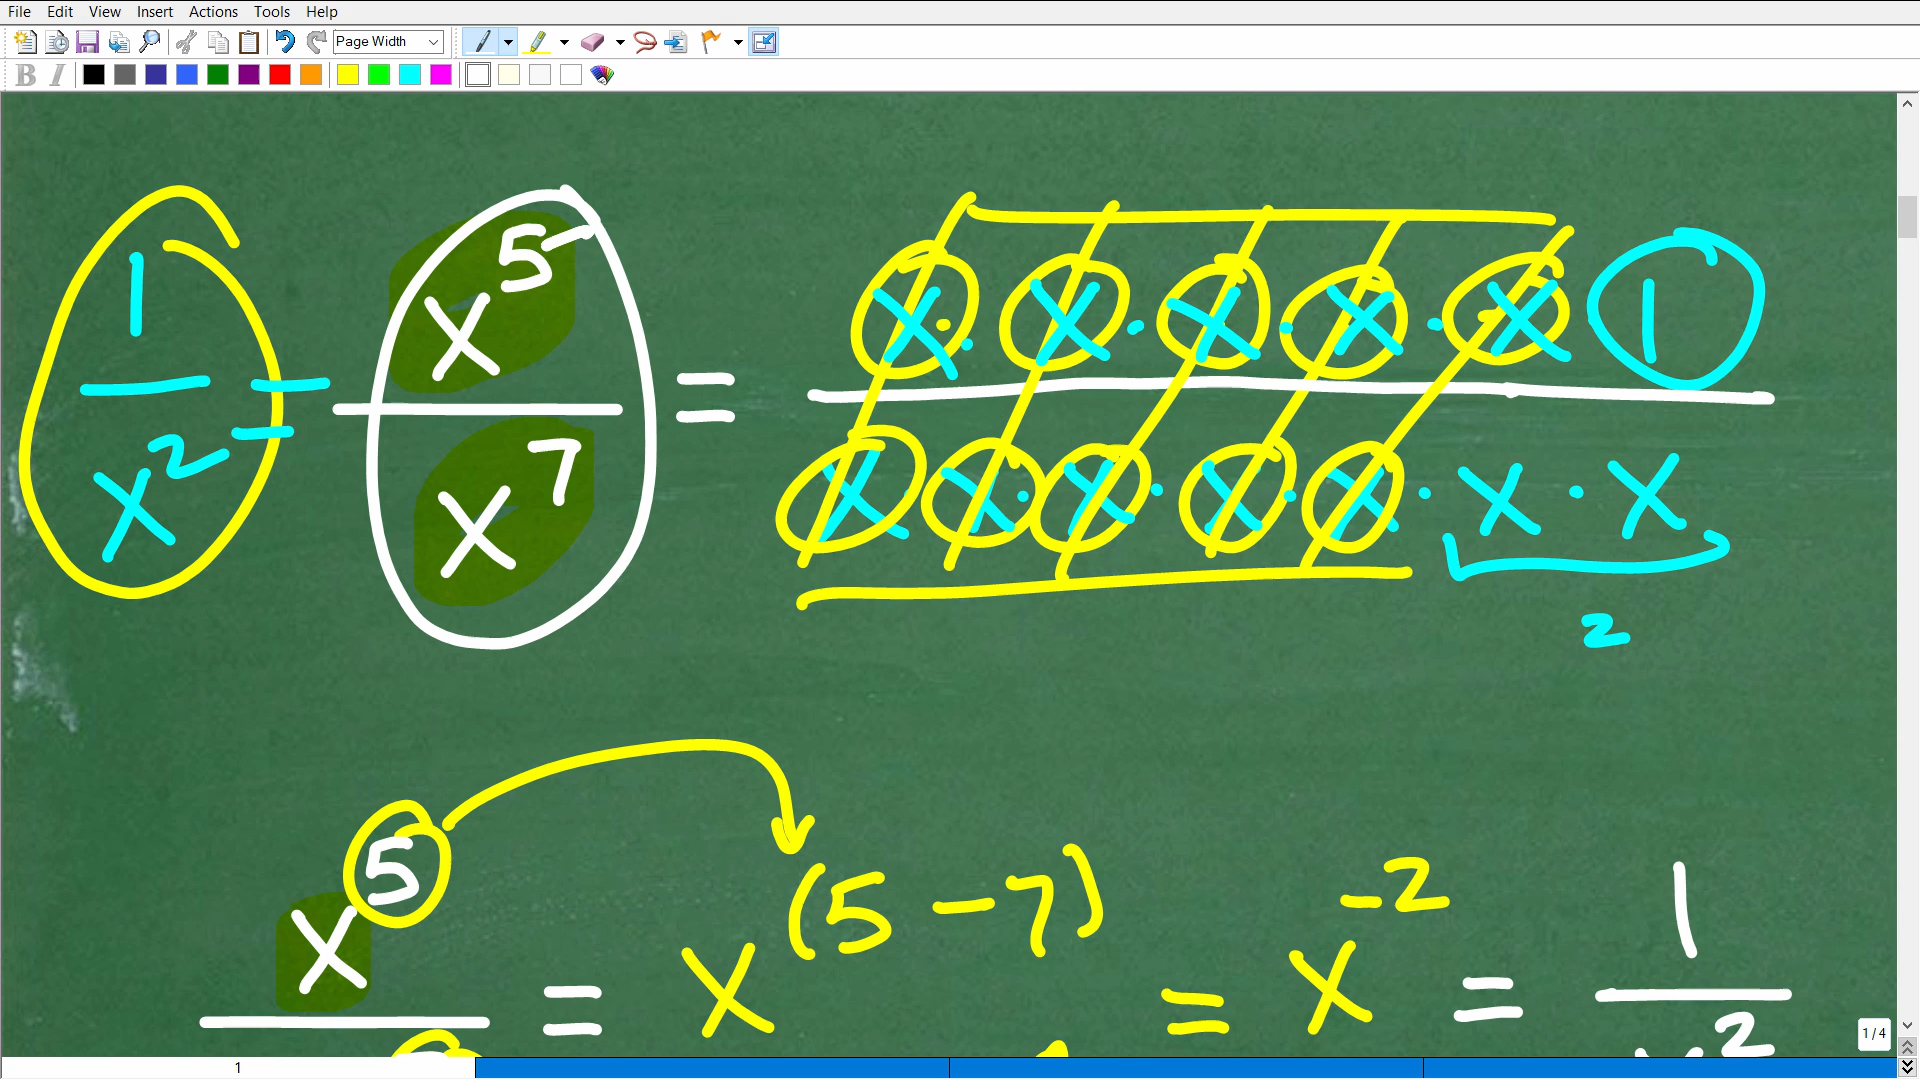 File Edit View Insert Actions Tools Help
Page Width
B I
1/x² = x⁵/x⁷ = x · x · x · x · x 1 / x · x · x · x · x · x · x
2
x⁵ = x⁽⁵⁻⁷⁾ = x⁻² = 1/x²
1/4
1